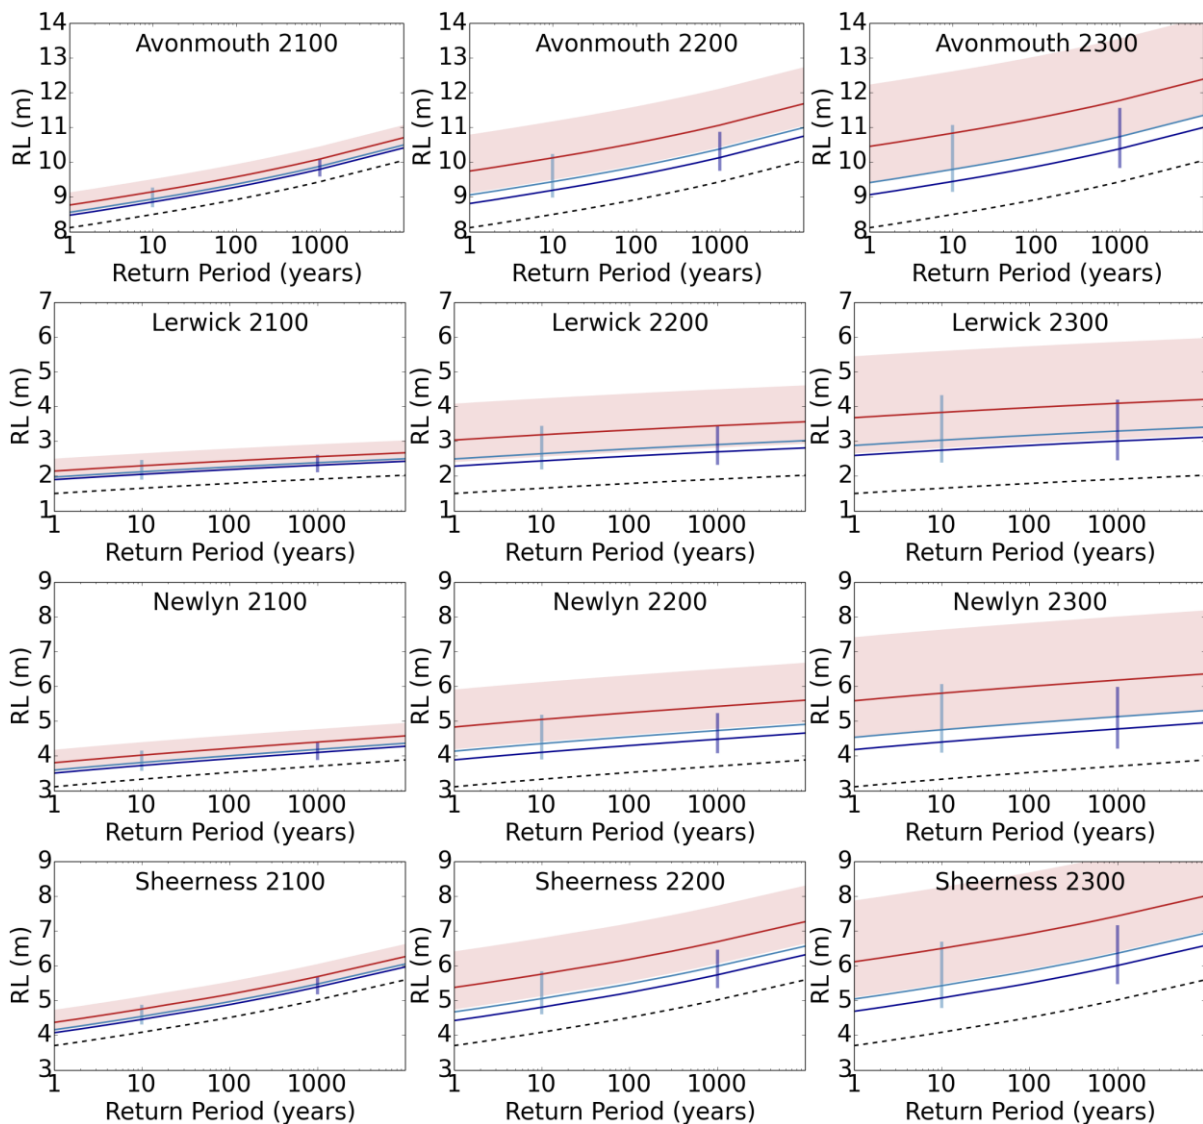 Avonmouth 2100
RL (m)
14
13
12
11
10
9
8
1 10 100 1000
Return Period (years)
Avonmouth 2200
RL (m)
14
13
12
11
10
9
8
1 10 100 1000
Return Period (years)
Avonmouth 2300
RL (m)
14
13
12
11
10
9
8
1 10 100 1000
Return Period (years)
Lerwick 2100
RL (m)
7
6
5
4
3
2
1
1 10 100 1000
Return Period (years)
Lerwick 2200
RL (m)
7
6
5
4
3
2
1
1 10 100 1000
Return Period (years)
Lerwick 2300
RL (m)
7
6
5
4
3
2
1
1 10 100 1000
Return Period (years)
Newlyn 2100
RL (m)
9
8
7
6
5
4
3
1 10 100 1000
Return Period (years)
Newlyn 2200
RL (m)
9
8
7
6
5
4
3
1 10 100 1000
Return Period (years)
Newlyn 2300
RL (m)
9
8
7
6
5
4
3
1 10 100 1000
Return Period (years)
Sheerness 2100
RL (m)
9
8
7
6
5
4
3
1 10 100 1000
Return Period (years)
Sheerness 2200
RL (m)
9
8
7
6
5
4
3
1 10 100 1000
Return Period (years)
Sheerness 2300
RL (m)
9
8
7
6
5
4
3
1 10 100 1000
Return Period (years)